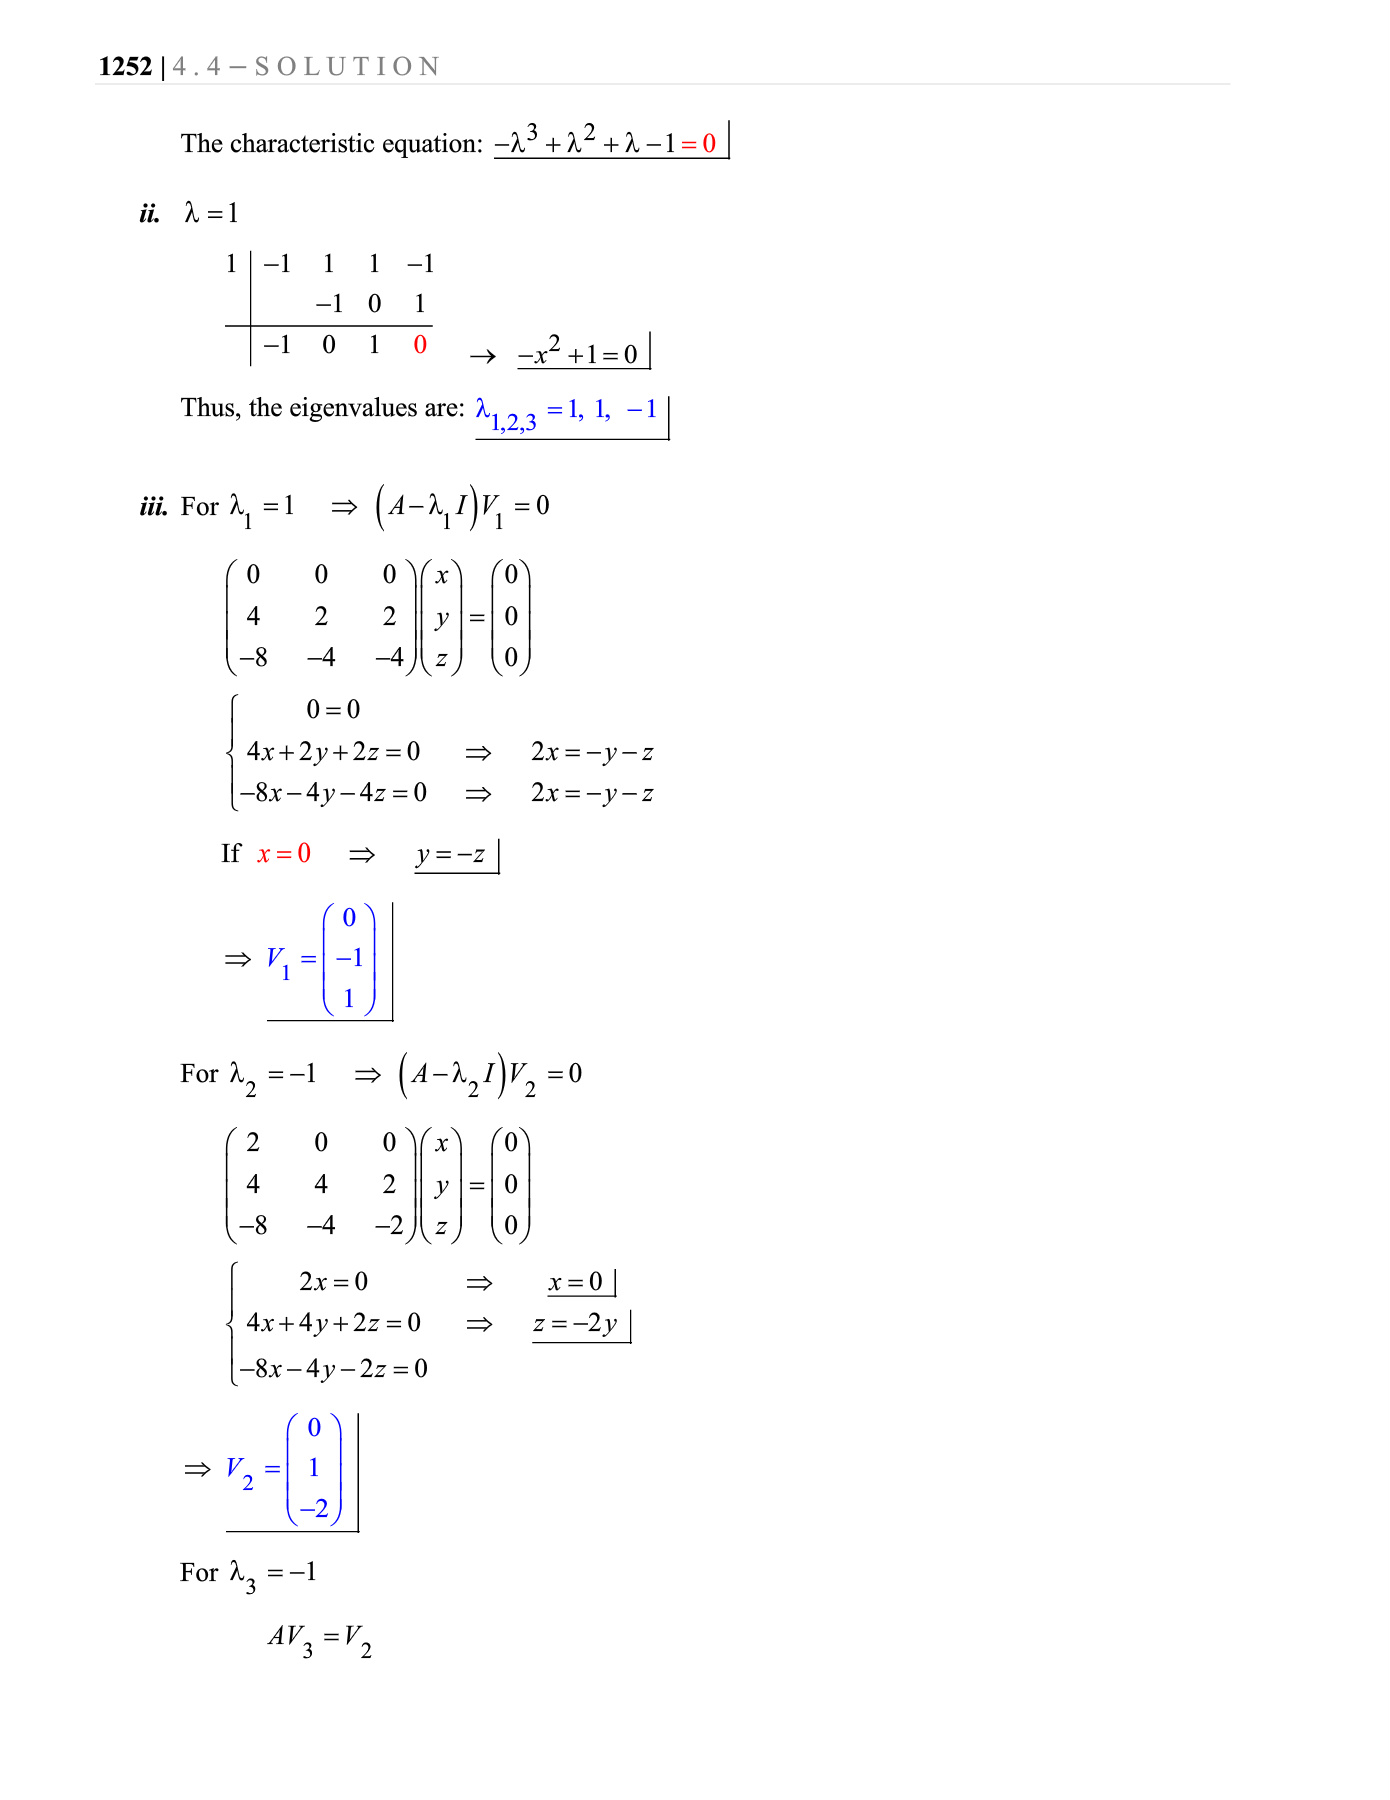 1252 | 4 . 4 – S O L U T I O N
The characteristic equation: −λ³ + λ² + λ − 1 = 0
ii. λ = 1
1 | −1 1 1 −1
−1 0 1
−1 0 1 0 → −x² + 1 = 0
Thus, the eigenvalues are: λ₁,₂,₃ = 1, 1, −1
iii. For λ₁ = 1 ⇒ (A − λ₁I)V₁ = 0
( 0 0 0 ) ( x ) ( 0 )
( 4 2 2 ) ( y ) = ( 0 )
( −8 −4 −4 ) ( z ) ( 0 )
{ 0 = 0
4x + 2y + 2z = 0 ⇒ 2x = −y − z
−8x − 4y − 4z = 0 ⇒ 2x = −y − z
If x = 0 ⇒ y = −z
( 0 )
⇒ V₁ = ( −1 )
( 1 )
For λ₂ = −1 ⇒ (A − λ₂I)V₂ = 0
( 2 0 0 ) ( x ) ( 0 )
( 4 4 2 ) ( y ) = ( 0 )
( −8 −4 −2 ) ( z ) ( 0 )
{ 2x = 0 ⇒ x = 0
4x + 4y + 2z = 0 ⇒ z = −2y
−8x − 4y − 2z = 0
( 0 )
⇒ V₂ = ( 1 )
( −2 )
For λ₃ = −1
AV₃ = V₂